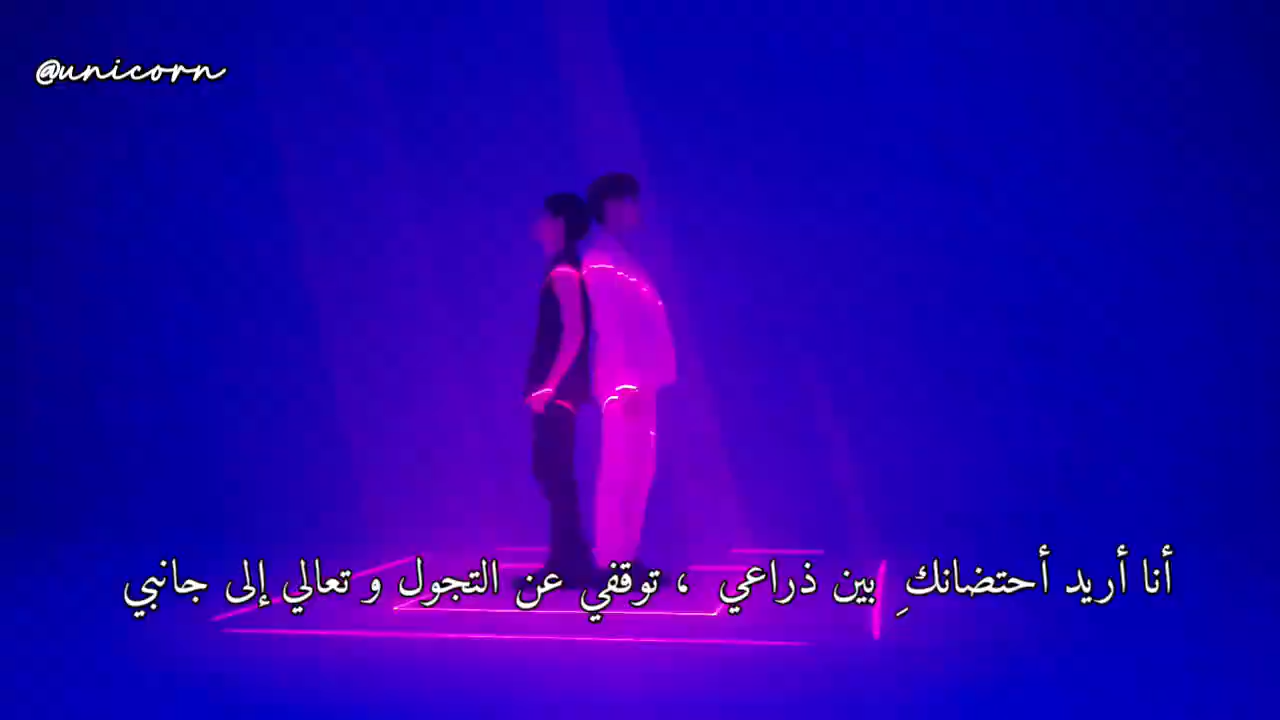 @unicorn
أنا أريد أحتضانكِ بين ذراعي ، توقفي عن التجول و تعالي إلى جانبي